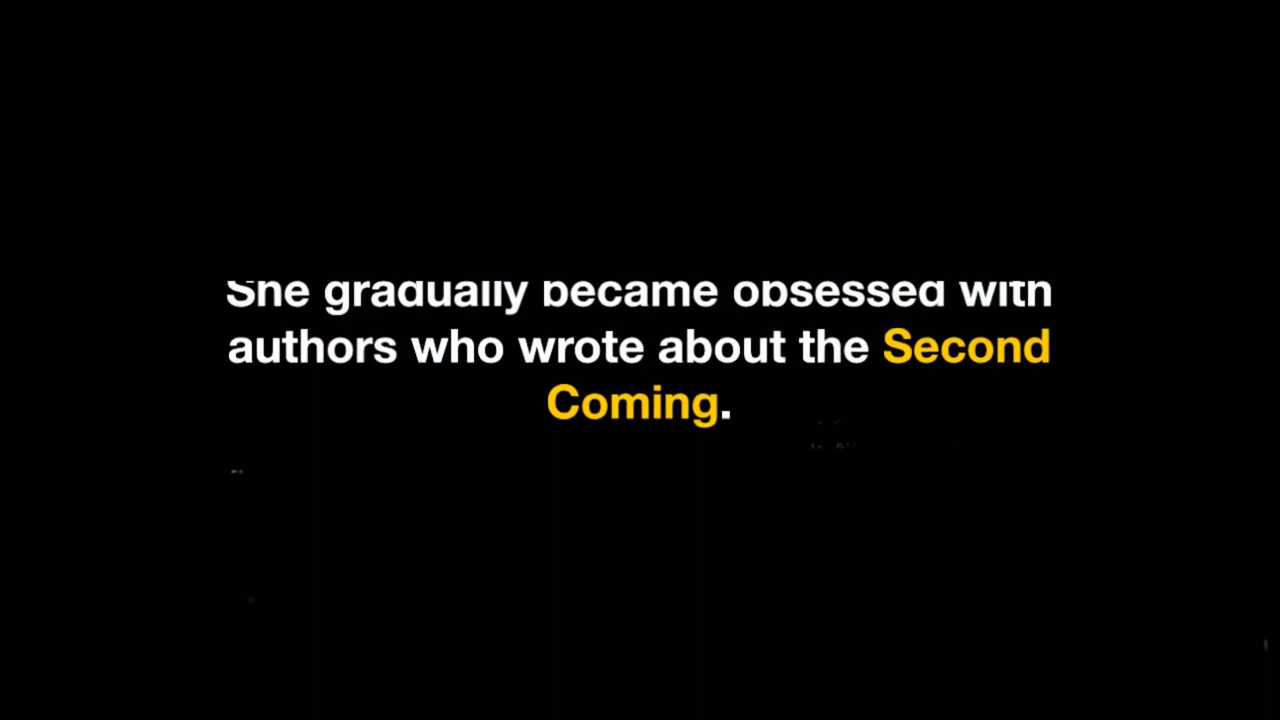 She gradually became obsessed with
authors who wrote about the Second
Coming.